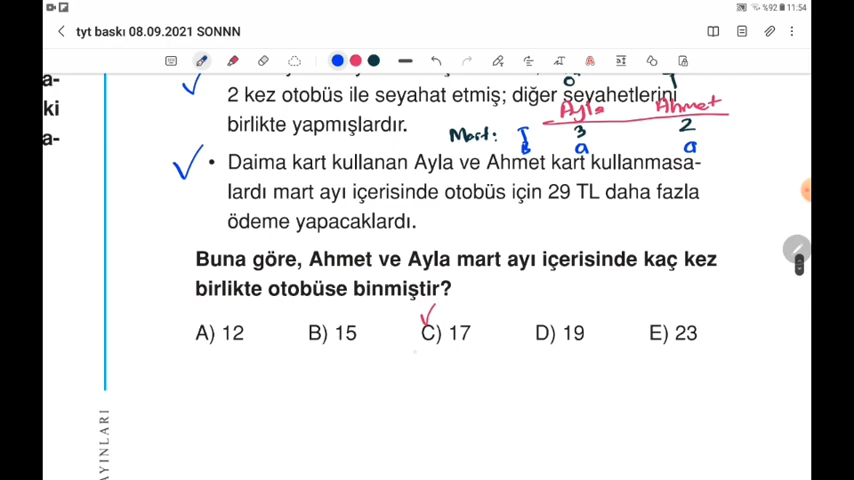 %92 11:54
tyt baskı 08.09.2021 SONNN
a-
ki
a-
2 kez otobüs ile seyahat etmiş; diğer seyahetlerini
Ayla Ahmet
birlikte yapmışlardır.
Mart: T 3 2
B a a
• Daima kart kullanan Ayla ve Ahmet kart kullanmasa-
lardı mart ayı içerisinde otobüs için 29 TL daha fazla
ödeme yapacaklardı.
Buna göre, Ahmet ve Ayla mart ayı içerisinde kaç kez
birlikte otobüse binmiştir?
A) 12 B) 15 C) 17 D) 19 E) 23
AYINLARI